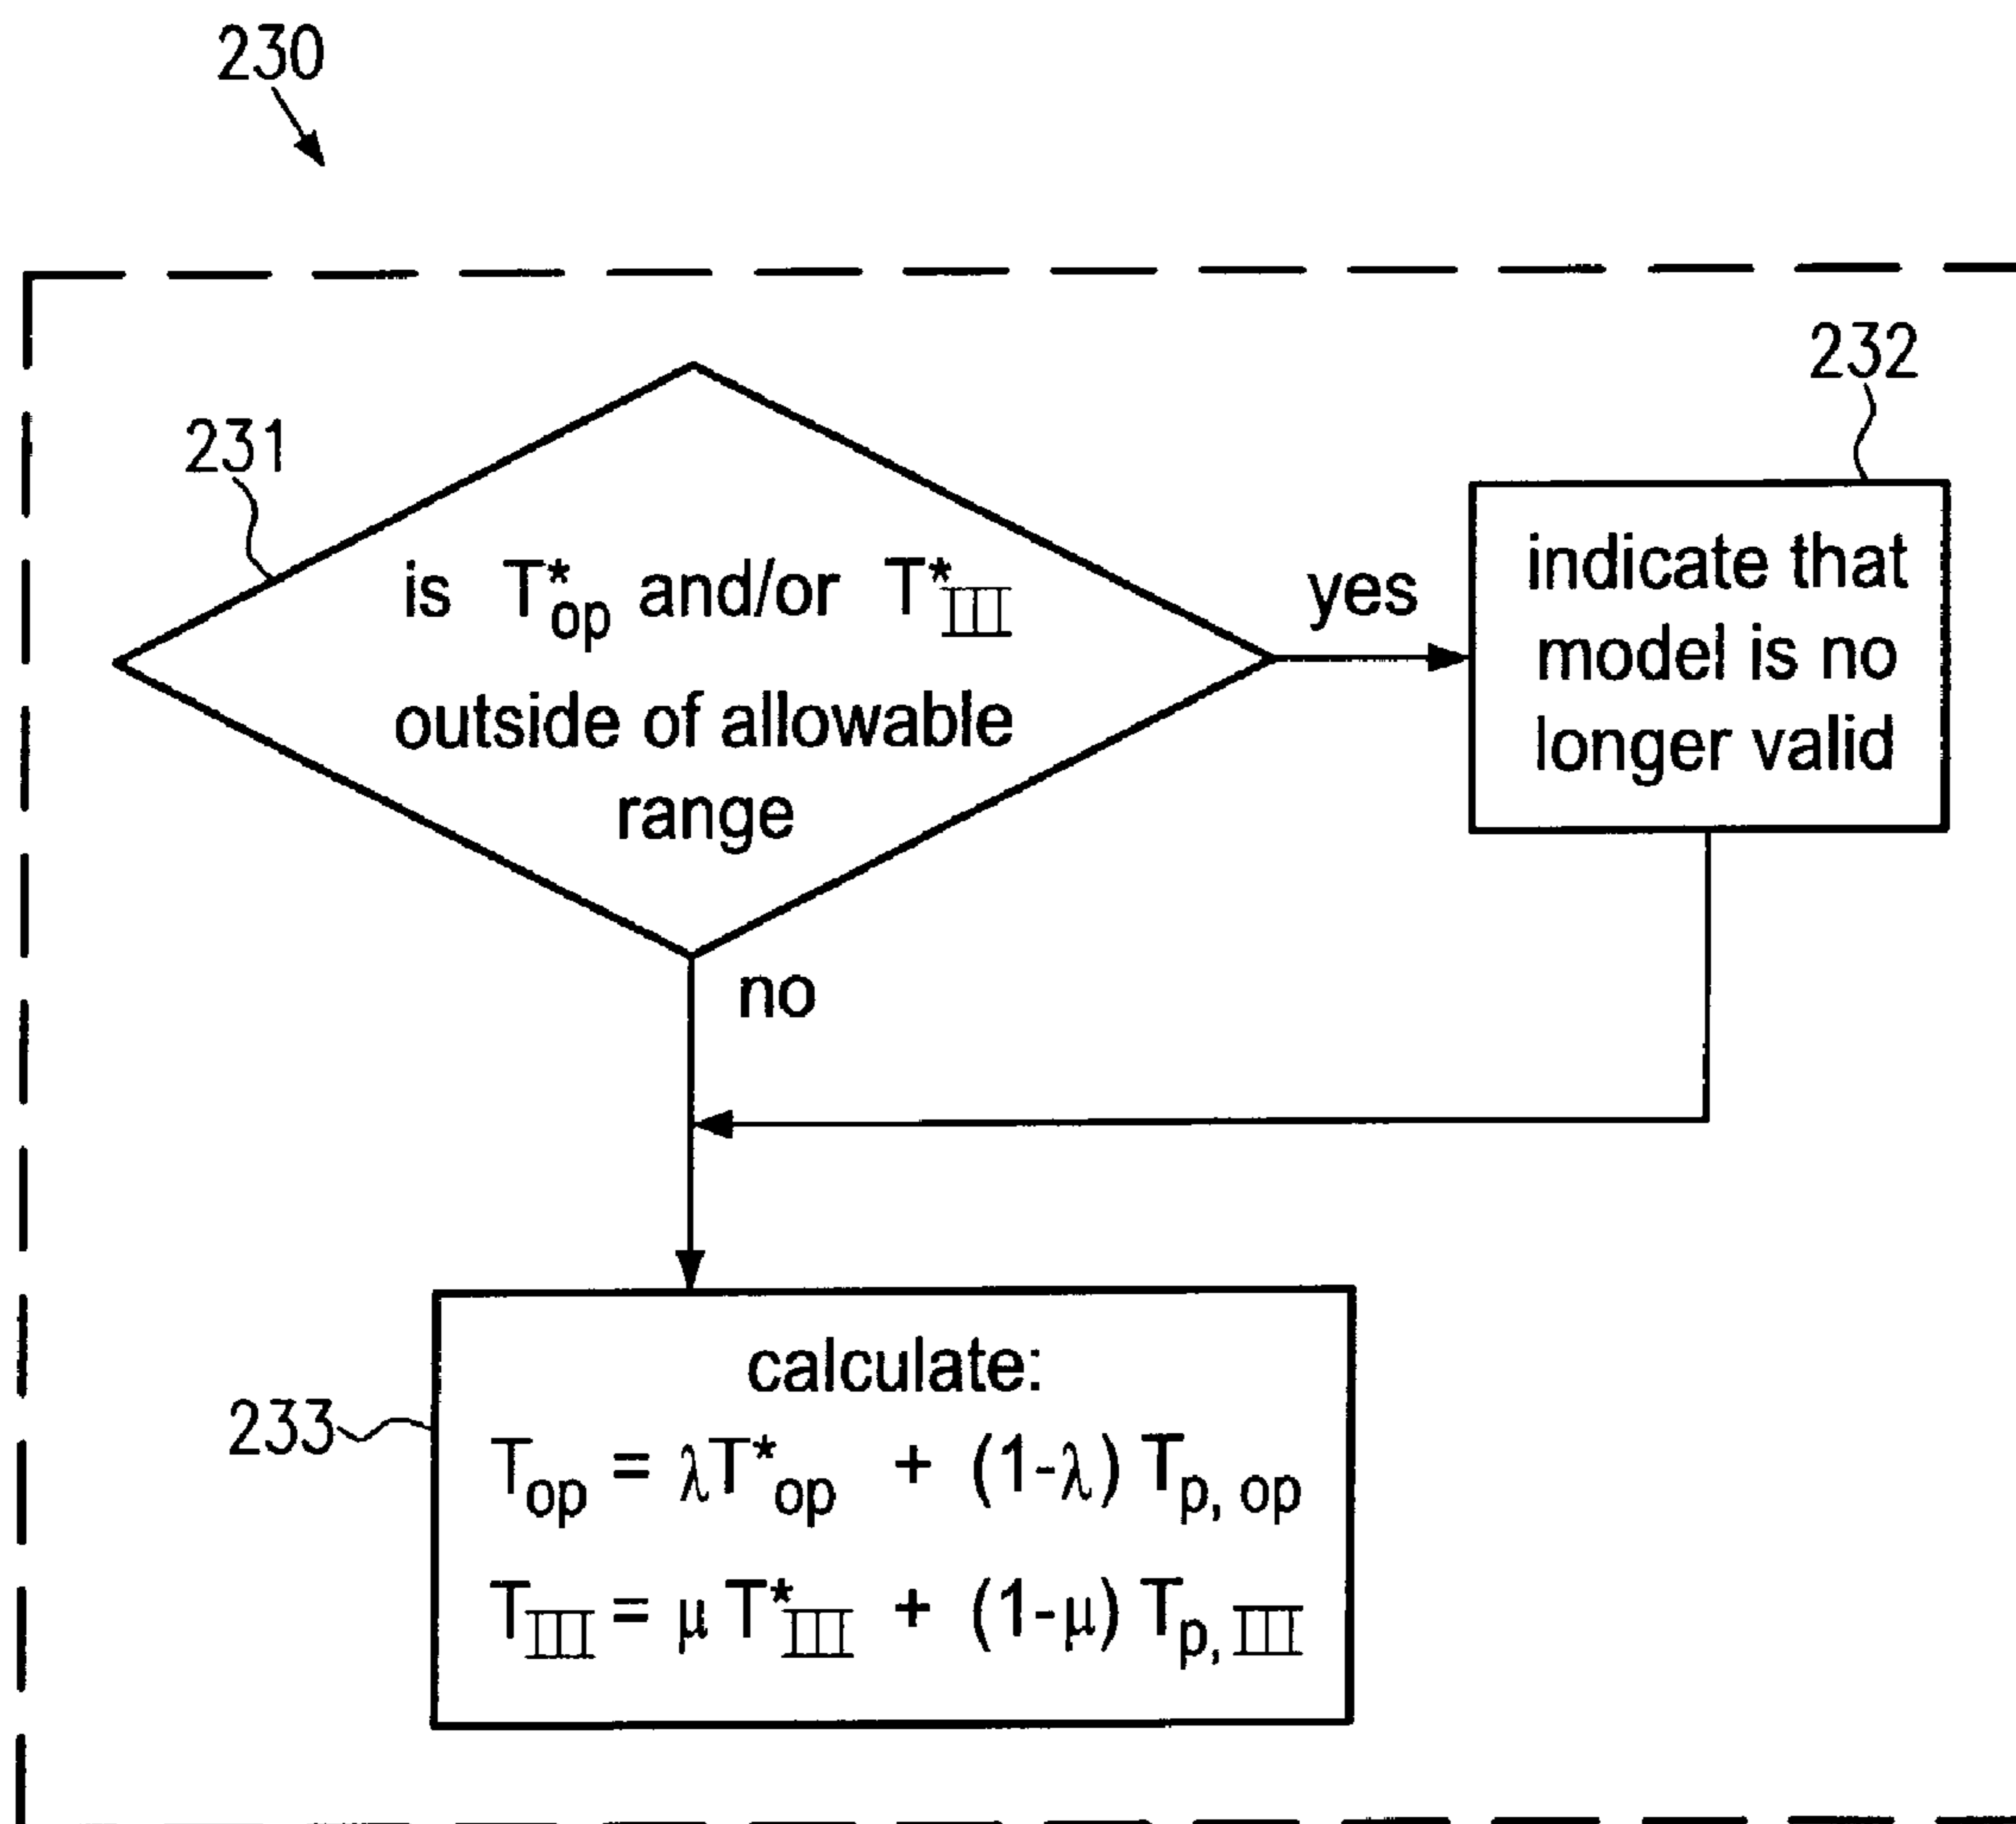 230
231
is T*op and/or T*III
outside of allowable
range
yes
232
indicate that
model is no
longer valid
no
233
calculate:
Top = λT*op + (1-λ) Tp, op
TIII = μ T*III + (1-μ) Tp, III